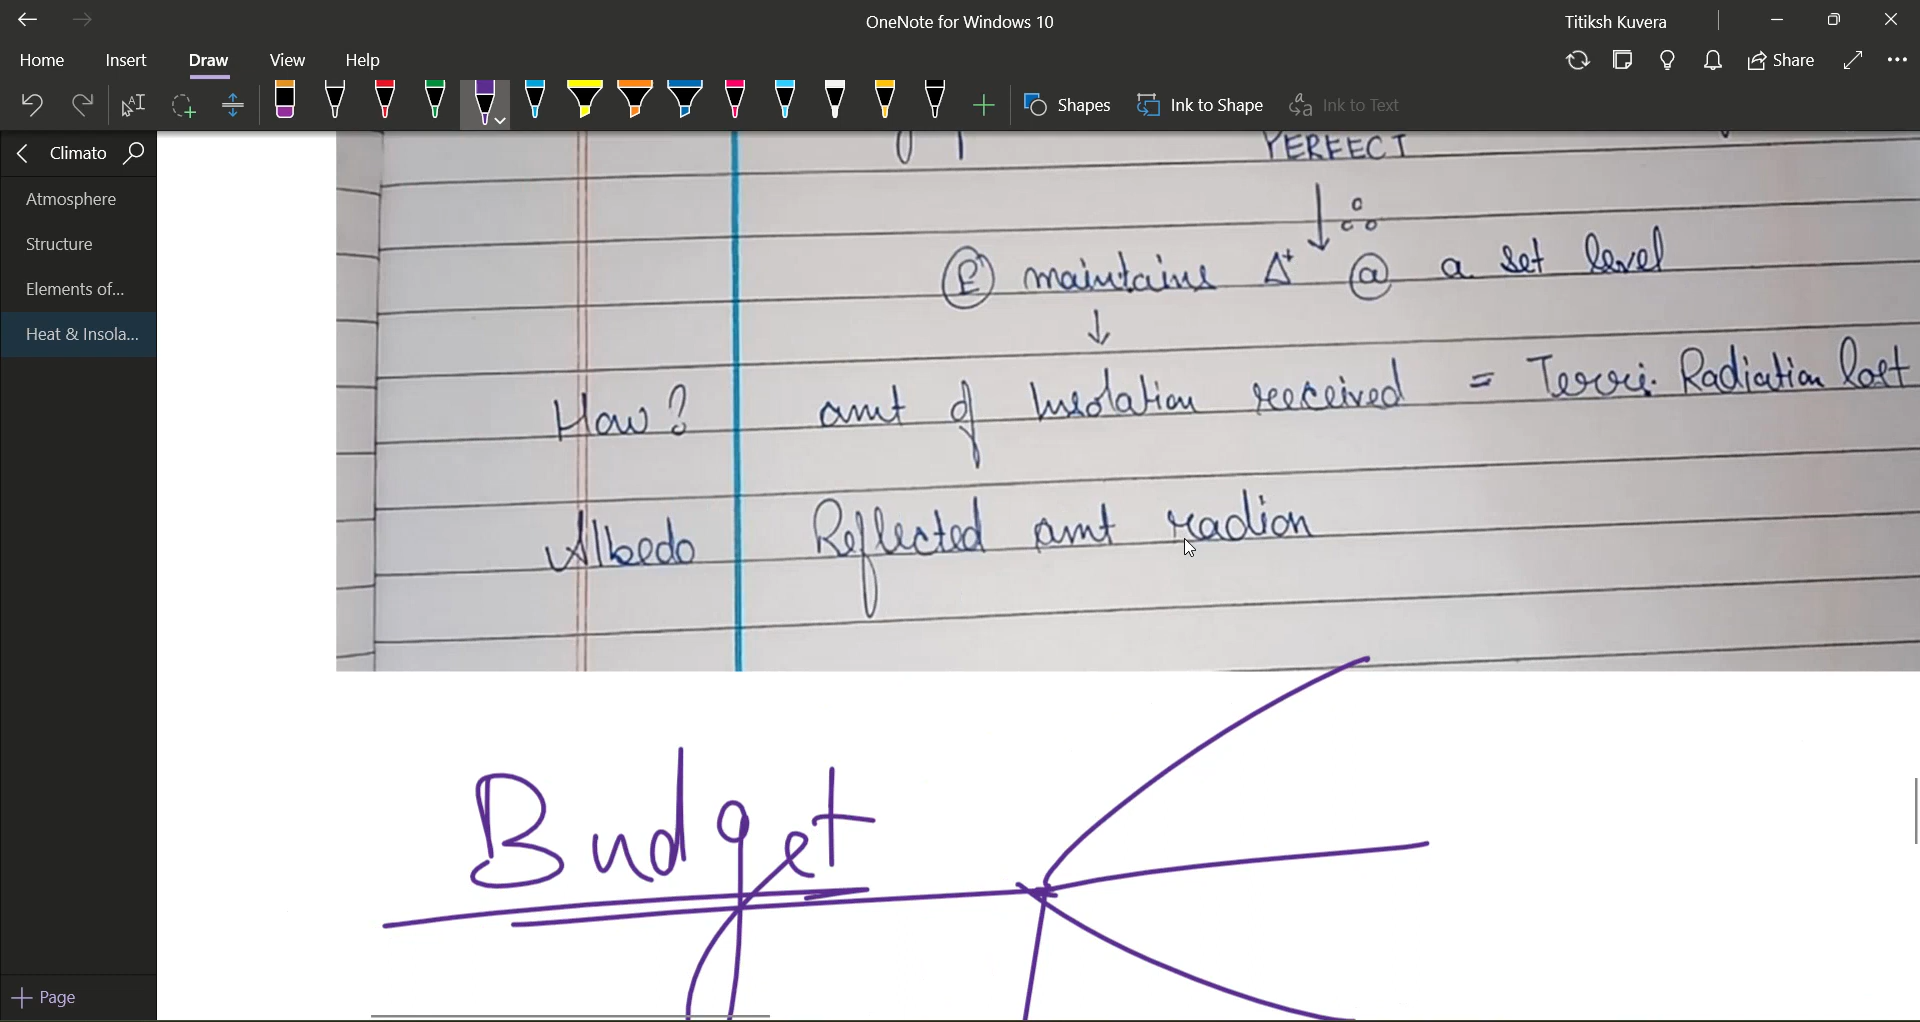 OneNote for Windows 10
Titiksh Kuvera
Home Insert Draw View Help
Share
Shapes Ink to Shape Ink to Text
Climato
Atmosphere
Structure
Elements of...
Heat & Insola...
Page
PERFECT
↓ ∴
Ⓔ maintains Δt @ a set level
↓
How? amt of Insolation received = Terri. Radiation lost
Albedo Reflected amt radion
Budget